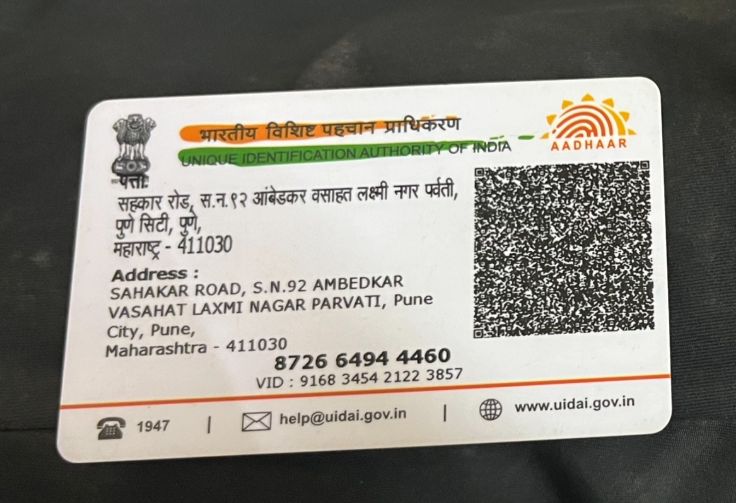 भारतीय विशिष्ट पहचान प्राधिकरण
UNIQUE IDENTIFICATION AUTHORITY OF INDIA
AADHAAR
पत्ता:
सहकार रोड, स.न.९२ आंबेडकर वसाहत लक्ष्मी नगर पर्वती,
पुणे सिटी, पुणे,
महाराष्ट्र - 411030
Address :
SAHAKAR ROAD, S.N.92 AMBEDKAR
VASAHAT LAXMI NAGAR PARVATI, Pune
City, Pune,
Maharashtra - 411030
8726 6494 4460
VID : 9168 3454 2122 3857
1947 | help@uidai.gov.in | www.uidai.gov.in